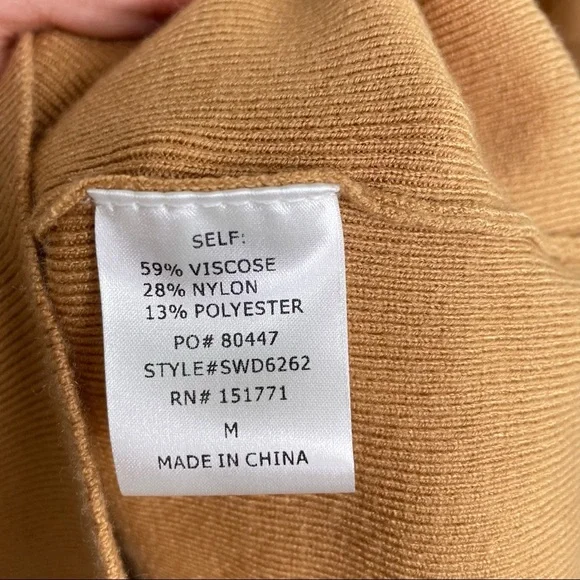 SELF:
59% VISCOSE
28% NYLON
13% POLYESTER
PO# 80447
STYLE#SWD6262
RN# 151771
M
MADE IN CHINA